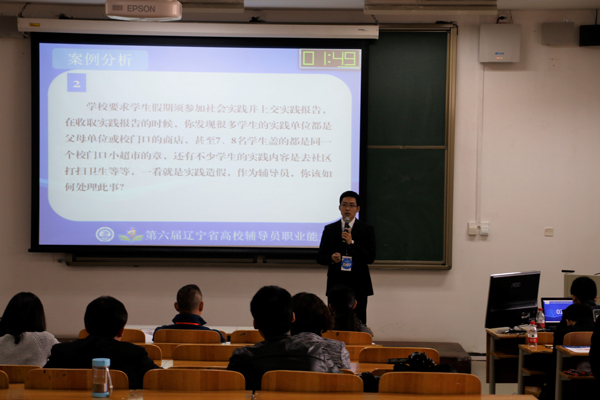 EPSON
案例分析
01:49
2
学校要求学生假期须参加社会实践并上交实践报告，
在收取实践报告的时候，你发现很多学生的实践单位都是
父母单位或校门口的商店，甚至7、8名学生盖的都是同一
个校门口小超市的章，还有不少学生的实践内容是去社区
打扫卫生等等，一看就是实践造假，作为辅导员，你该如
何处理此事？
第六届辽宁省高校辅导员职业能